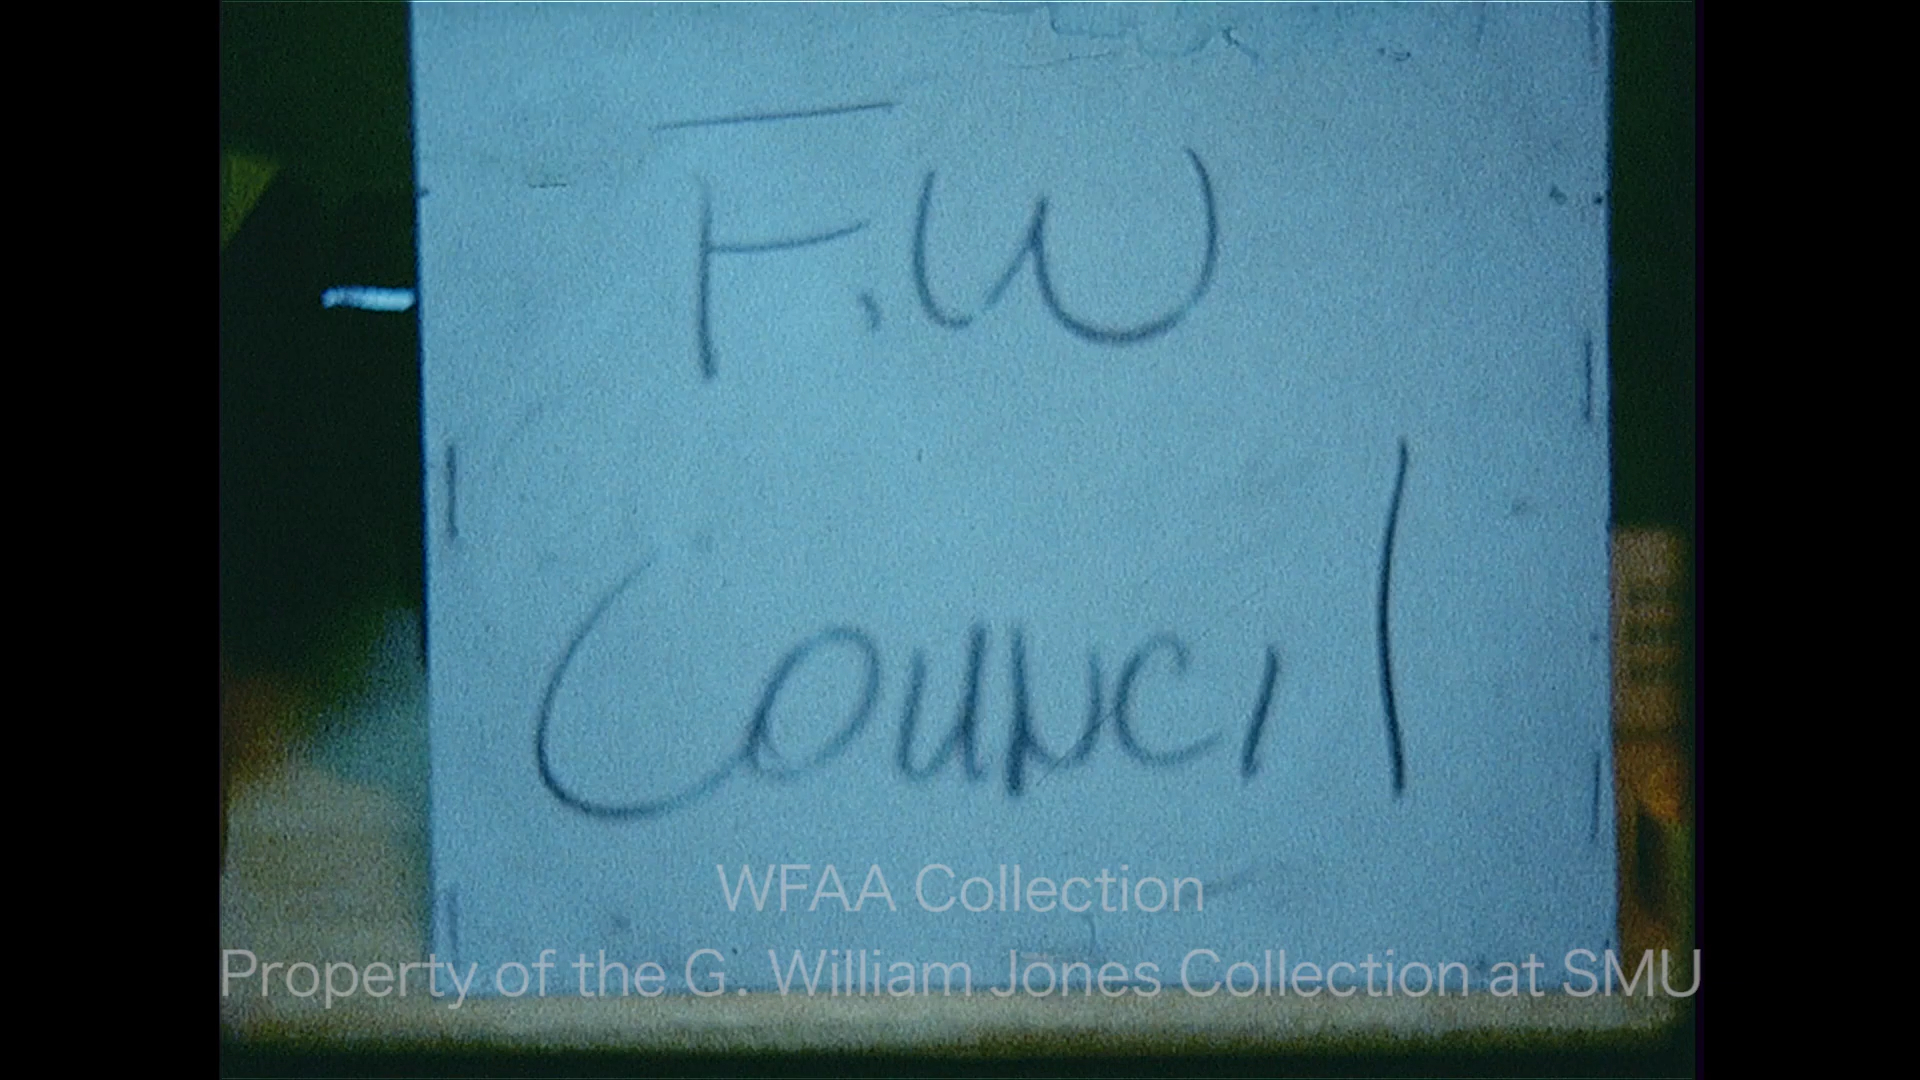 F.W
Council
WFAA Collection
Property of the G. William Jones Collection at SMU